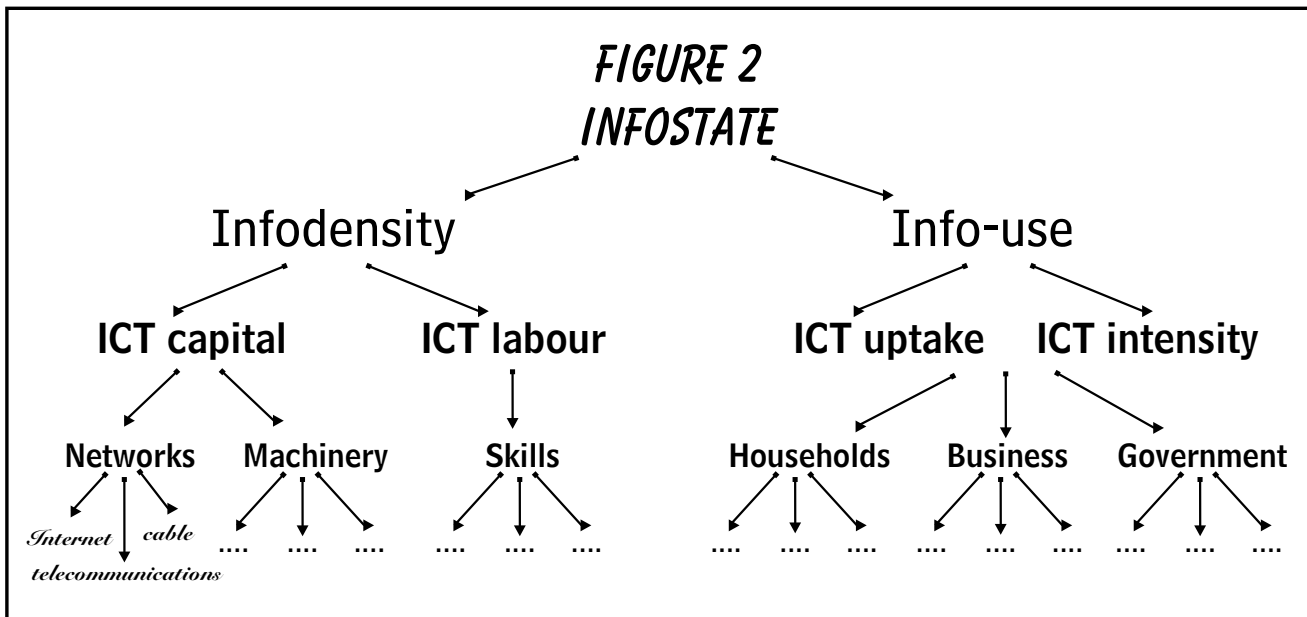 FIGURE 2
INFOSTATE
Infodensity Info-use
ICT capital ICT labour ICT uptake ICT intensity
Networks Machinery Skills Households Business Government
Internet cable .... .... .... .... .... .... .... .... .... .... .... .... .... .... ....
telecommunications